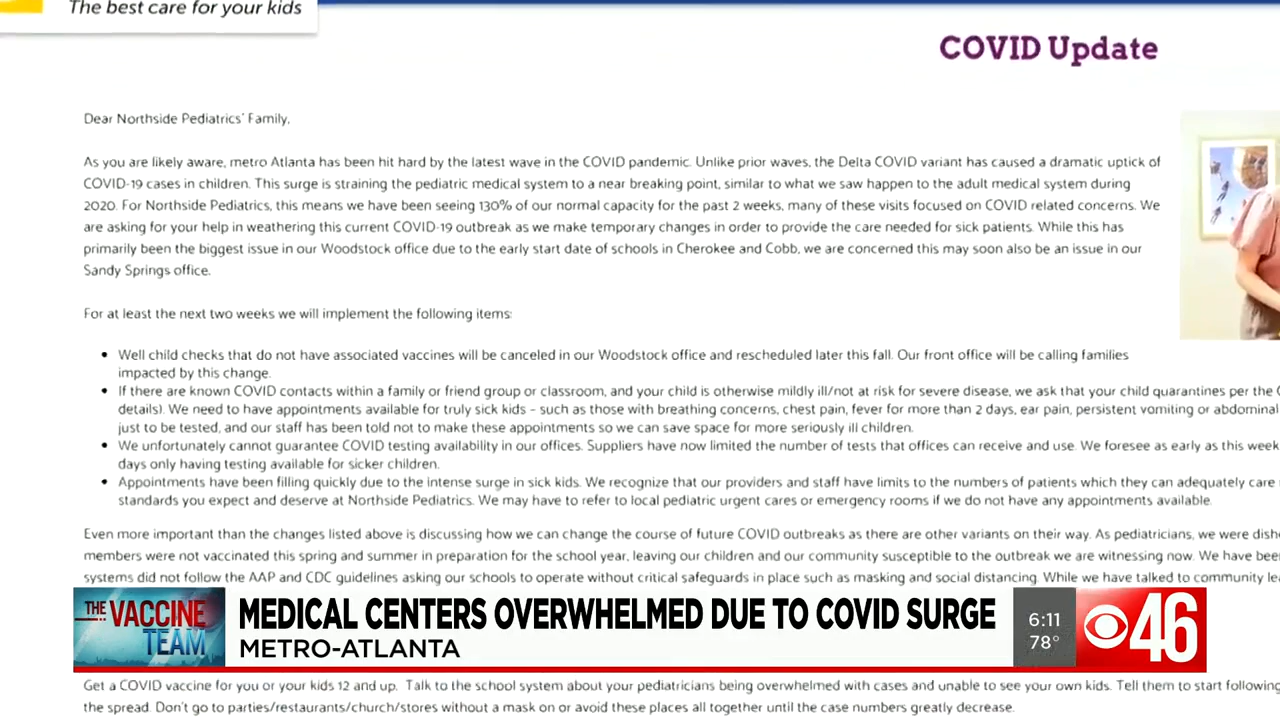 The best care for your kids
COVID Update
Dear Northside Pediatrics' Family,
As you are likely aware, metro Atlanta has been hit hard by the latest wave in the COVID pandemic. Unlike prior waves, the Delta COVID variant has caused a dramatic uptick of
COVID-19 cases in children. This surge is straining the pediatric medical system to a near breaking point, similar to what we saw happen to the adult medical system during
2020. For Northside Pediatrics, this means we have been seeing 130% of our normal capacity for the past 2 weeks, many of these visits focused on COVID related concerns. We
are asking for your help in weathering this current COVID-19 outbreak as we make temporary changes in order to provide the care needed for sick patients. While this has
primarily been the biggest issue in our Woodstock office due to the early start date of schools in Cherokee and Cobb, we are concerned this may soon also be an issue in our
Sandy Springs office.
For at least the next two weeks we will implement the following items:
• Well child checks that do not have associated vaccines will be canceled in our Woodstock office and rescheduled later this fall. Our front office will be calling families
impacted by this change.
• If there are known COVID contacts within a family or friend group or classroom, and your child is otherwise mildly ill/not at risk for severe disease, we ask that your child quarantines per the
details). We need to have appointments available for truly sick kids - such as those with breathing concerns, chest pain, fever for more than 2 days, ear pain, persistent vomiting or abdominal
just to be tested, and our staff has been told not to make these appointments so we can save space for more seriously ill children.
• We unfortunately cannot guarantee COVID testing availability in our offices. Suppliers have now limited the number of tests that offices can receive and use. We foresee as early as this week
days only having testing available for sicker children.
• Appointments have been filling quickly due to the intense surge in sick kids. We recognize that our providers and staff have limits to the numbers of patients which they can adequately care
standards you expect and deserve at Northside Pediatrics. We may have to refer to local pediatric urgent cares or emergency rooms if we do not have any appointments available.
Even more important than the changes listed above is discussing how we can change the course of future COVID outbreaks as there are other variants on their way. As pediatricians, we were
members were not vaccinated this spring and summer in preparation for the school year, leaving our children and our community susceptible to the outbreak we are witnessing now. We have
systems did not follow the AAP and CDC guidelines asking our schools to operate without critical safeguards in place such as masking and social distancing. While we have talked to community
THE VACCINE TEAM
MEDICAL CENTERS OVERWHELMED DUE TO COVID SURGE
METRO-ATLANTA
6:11
78°
46
Get a COVID vaccine for you or your kids 12 and up. Talk to the school system about your pediatricians being overwhelmed with cases and unable to see your own kids. Tell them to start following
the spread. Don't go to parties/restaurants/church/stores without a mask on or avoid these places all together until the case numbers greatly decrease.